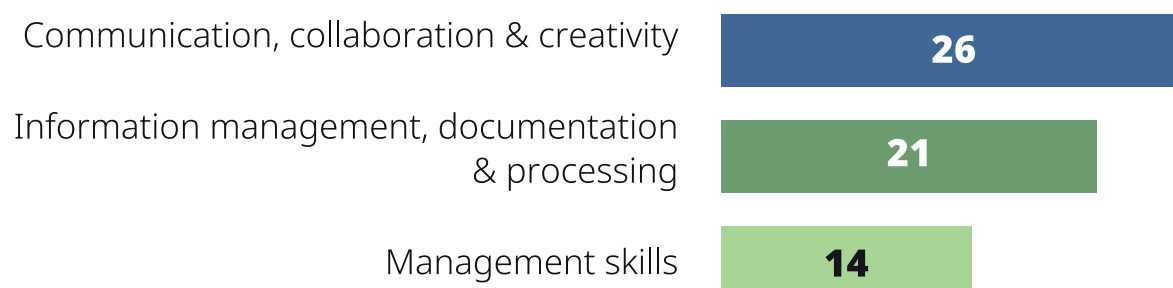 Communication, collaboration & creativity
26
Information management, documentation
& processing
21
Management skills
14